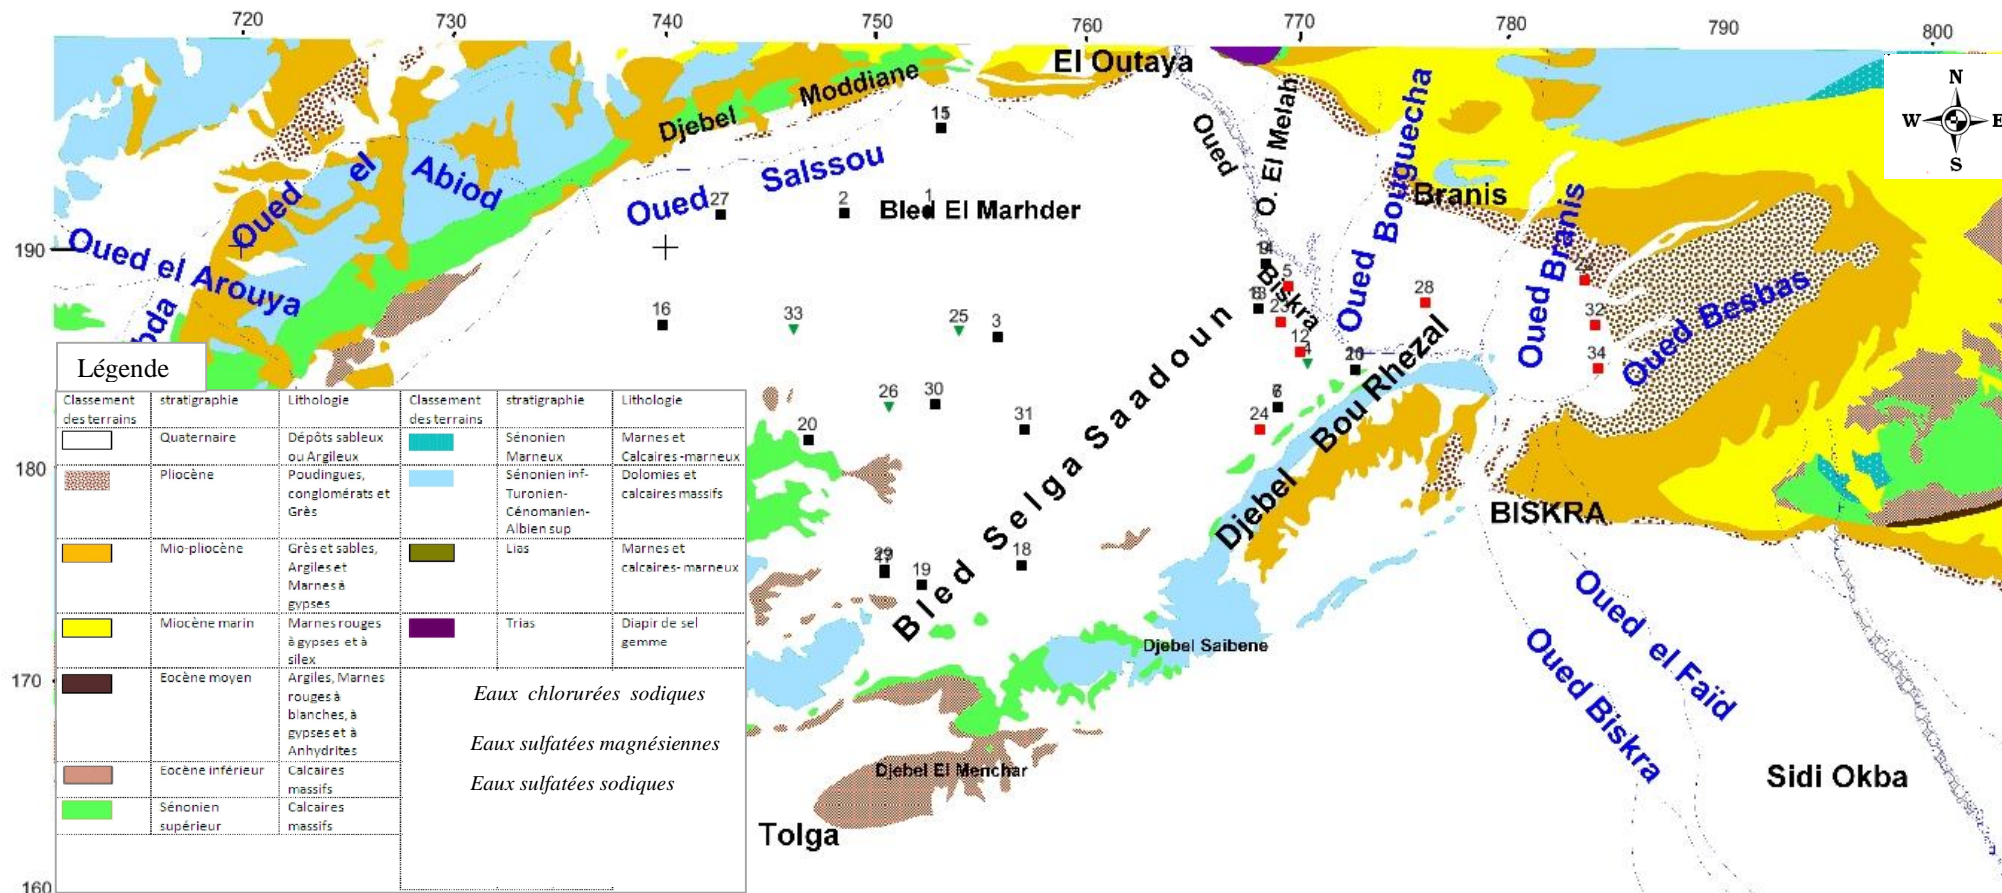 720
730
740
750
760
770
780
790
800
El Outaya
Djebel Moddiane
N
W
E
S
15
Oued
O. El Melah
Oued Bouguecha
Branis
Oued el Abiod
Oued Salssou
27
2
1
Bled El Marhder
Oued el Arouya
190
bda
16
33
25
3
5
Biskra
23
12
4
28
32
34
Oued Branis
Oued Besbas
26
30
31
20
24
Bled Selga Saadoun
Djebel Bou Rhezal
180
BISKRA
19
18
Oued el Faïd
Oued Biskra
Djebel Saibene
170
Djebel El Menchar
Sidi Okba
Tolga
160
Légende
Classement des terrains
stratigraphie
Lithologie
Classement des terrains
stratigraphie
Lithologie
Quaternaire
Dépôts sableux
ou Argileux
Sénonien
Marneux
Marnes et
Calcaires -marneux
Pliocène
Poudingues,
conglomérats et
Grès
Sénonien inf-
Turonien-
Cénomanien-
Albien sup
Dolomies et
calcaires massifs
Mio-pliocène
Grès et sables,
Argiles et
Marnes à
gypses
Lias
Marnes et
calcaires- marneux
Miocène marin
Marnes rouges
à gypses et à
silex
Trias
Diapir de sel
gemme
Eocène moyen
Argiles, Marnes
rouges à
blanches, à
gypses et à
Anhydrites
Eocène inférieur
Calcaires
massifs
Sénonien
supérieur
Calcaires
massifs
Eaux chlorurées sodiques
Eaux sulfatées magnésiennes
Eaux sulfatées sodiques